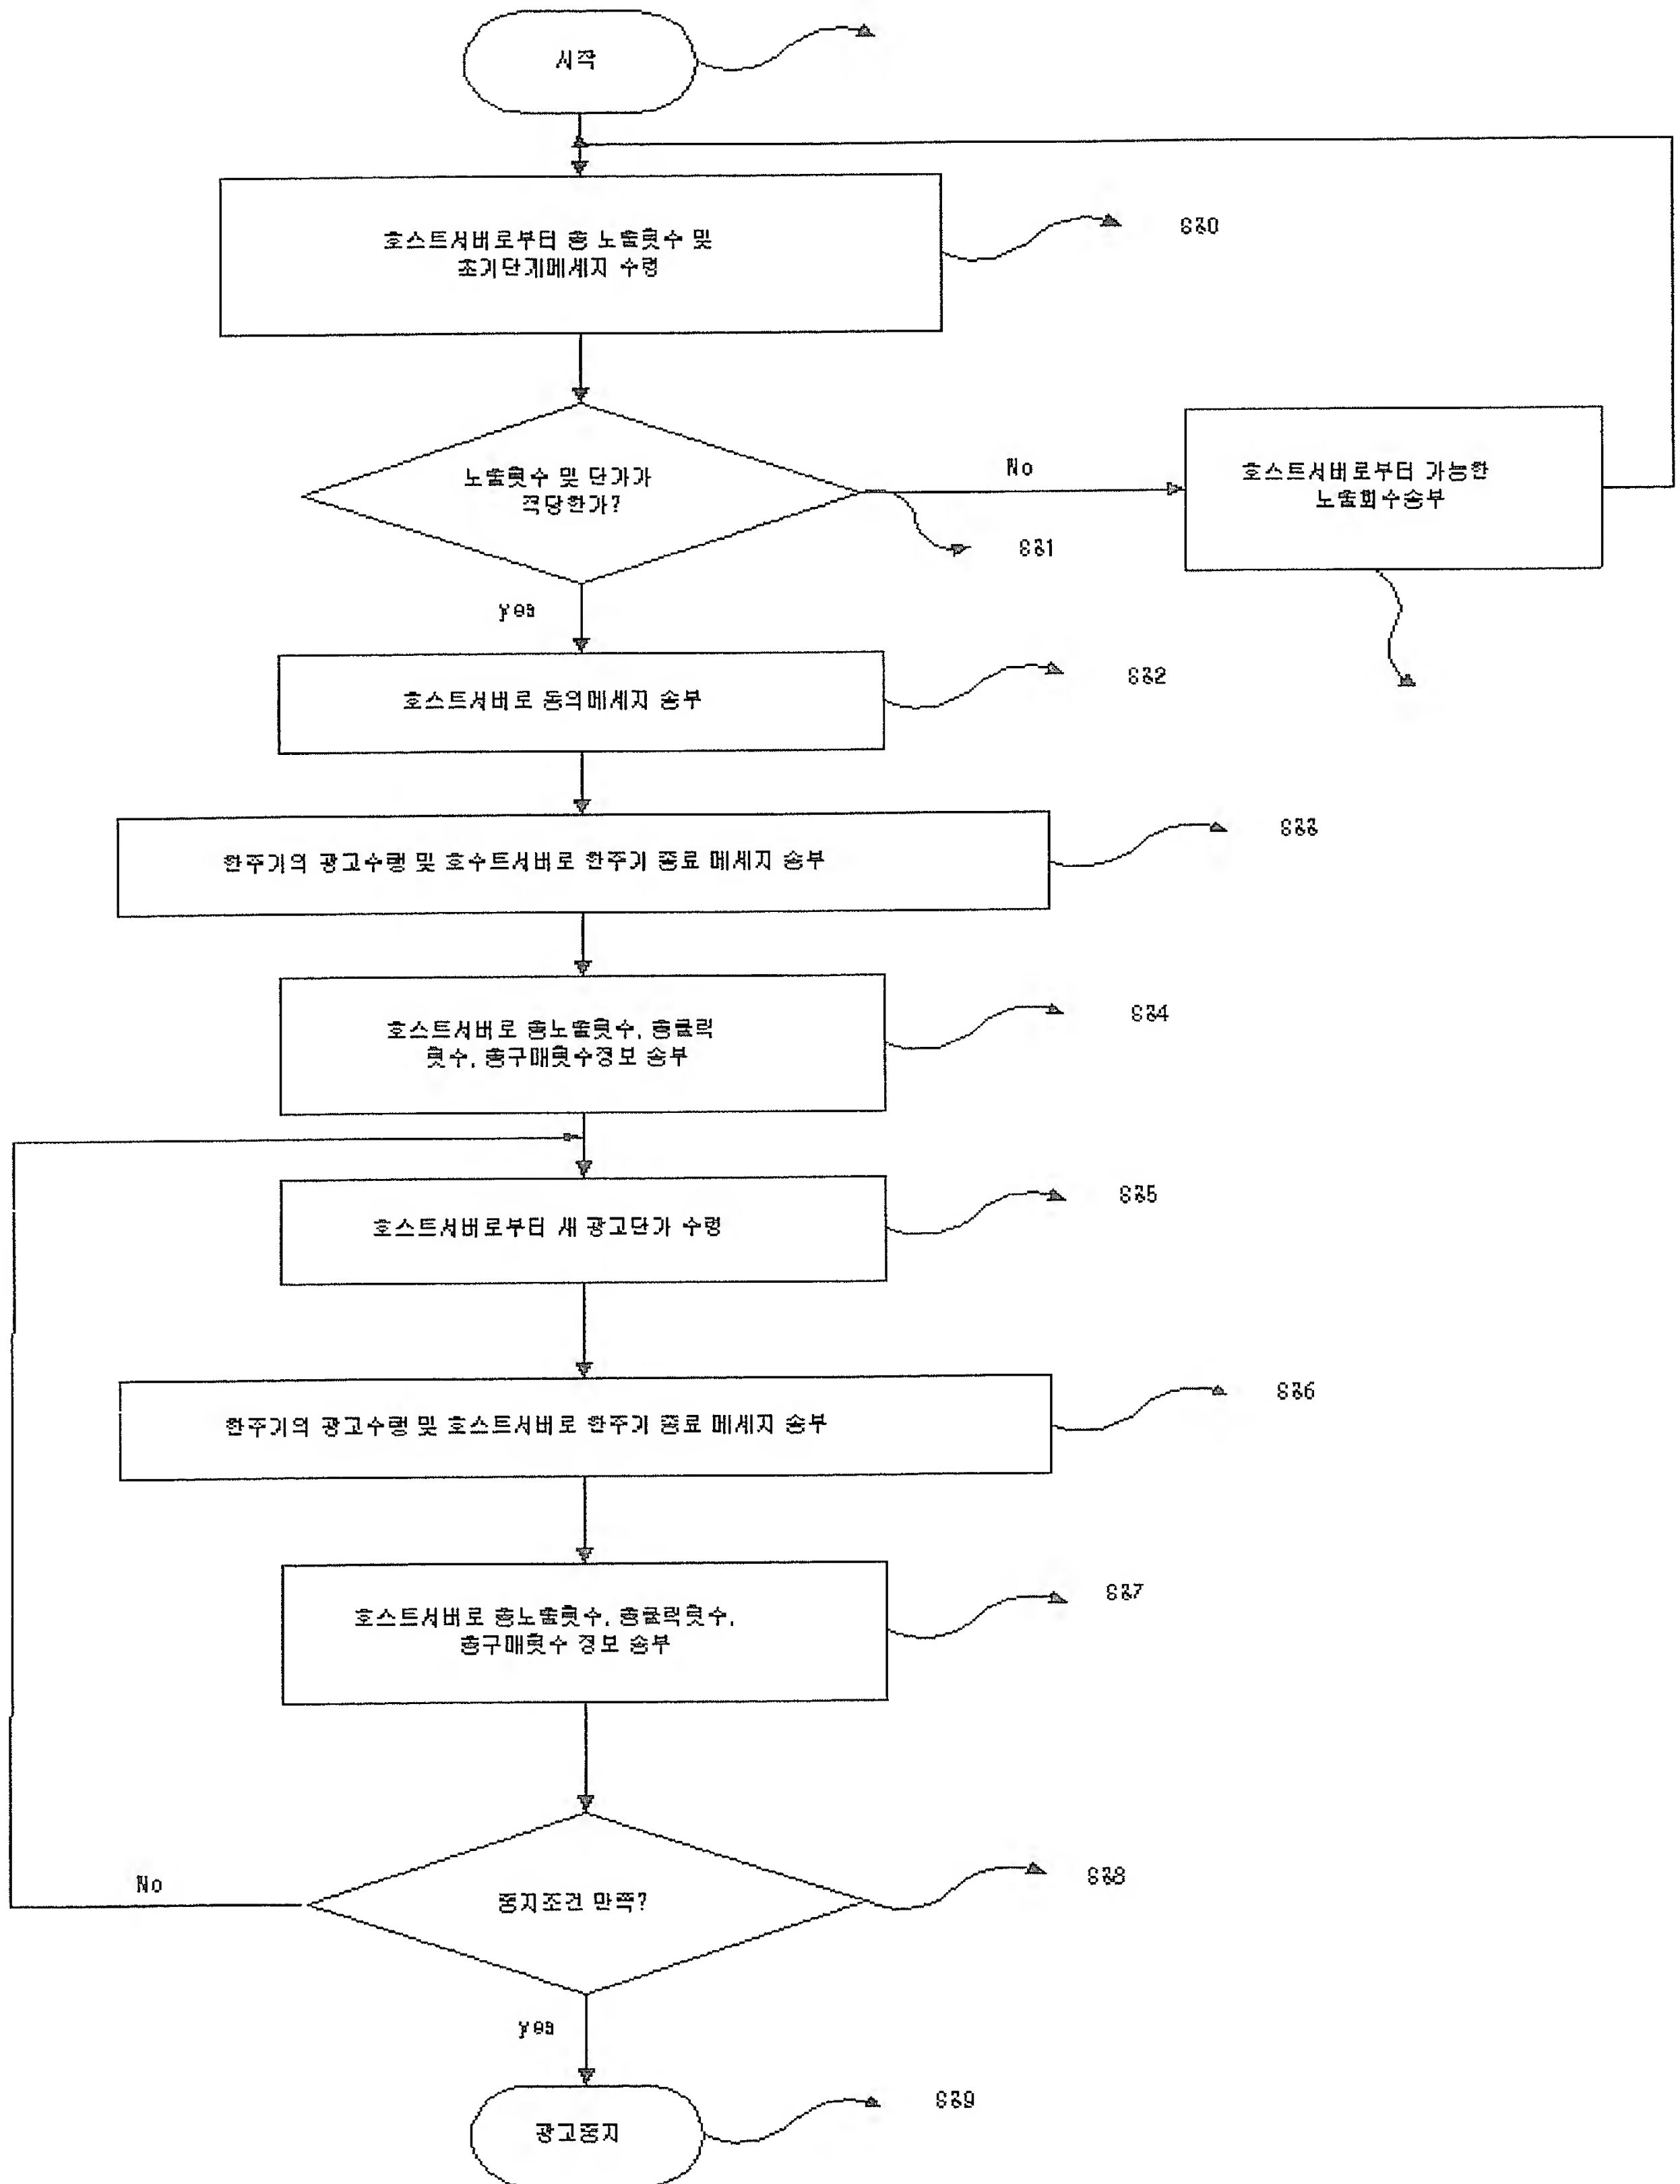 시작
호스트서버로부터 총 노출횟수 및
초기단계메세지 수령
S30
노출횟수 및 단가가
적당한가?
No
호스트서버로부터 가능한
노출회수송부
S31
yes
호스트서버로 동의메세지 송부
S32
한주기의 광고수행 및 호수트서버로 한주기 종료 메세지 송부
S33
호스트서버로 총노출횟수, 총클릭
횟수, 총구매횟수정보 송부
S34
호스트서버로부터 새 광고단가 수령
S35
한주기의 광고수행 및 호스트서버로 한주기 종료 메세지 송부
S36
호스트서버로 총노출횟수, 총클릭횟수,
총구매횟수 정보 송부
S37
No
중지조건 만족?
S38
yes
광고중지
S39